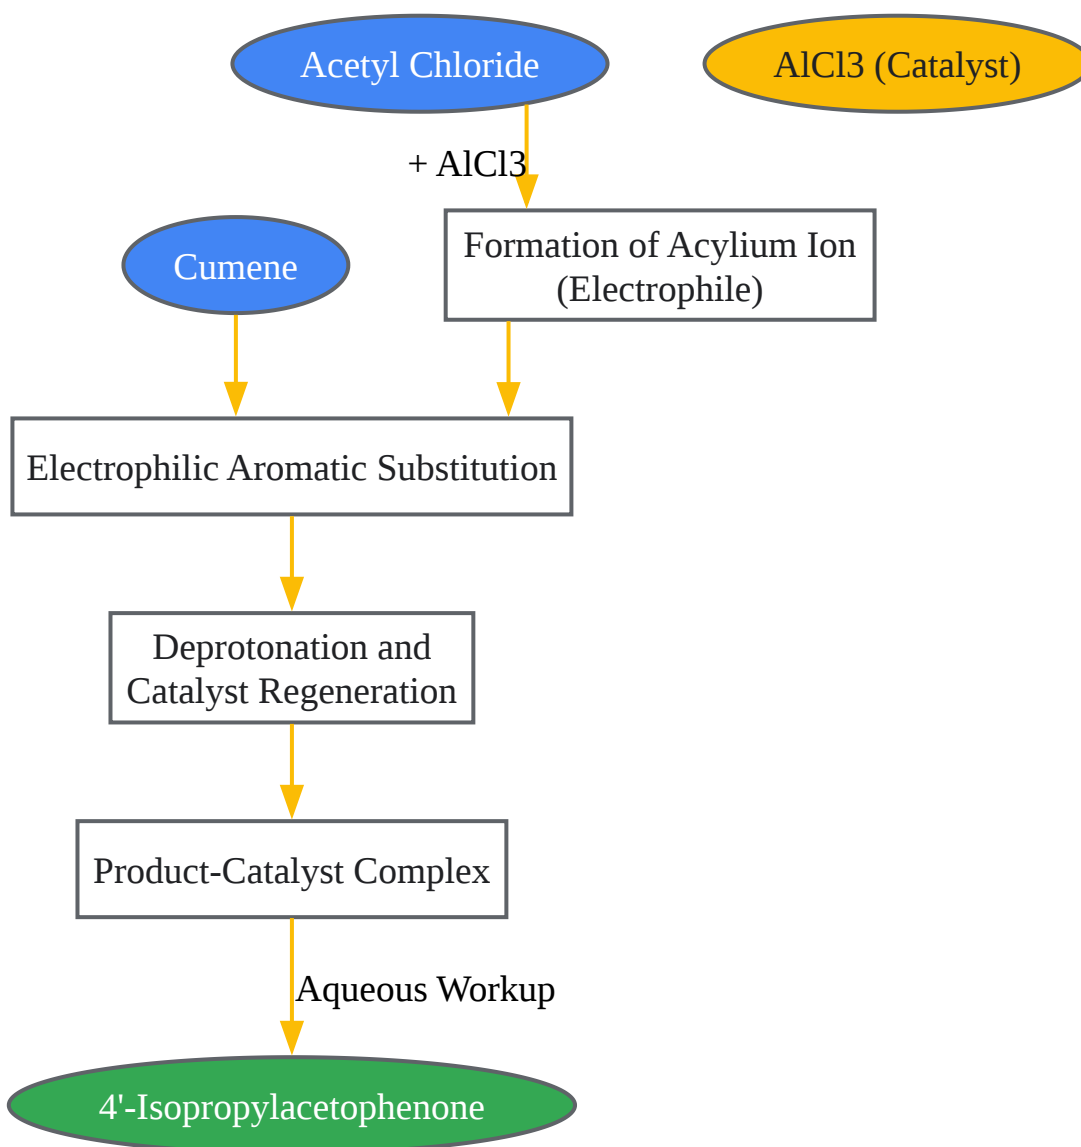 Acetyl Chloride
AlCl3 (Catalyst)
+ AlCl3
Cumene
Formation of Acylium Ion
(Electrophile)
Electrophilic Aromatic Substitution
Deprotonation and
Catalyst Regeneration
Product-Catalyst Complex
Aqueous Workup
4'-Isopropylacetophenone